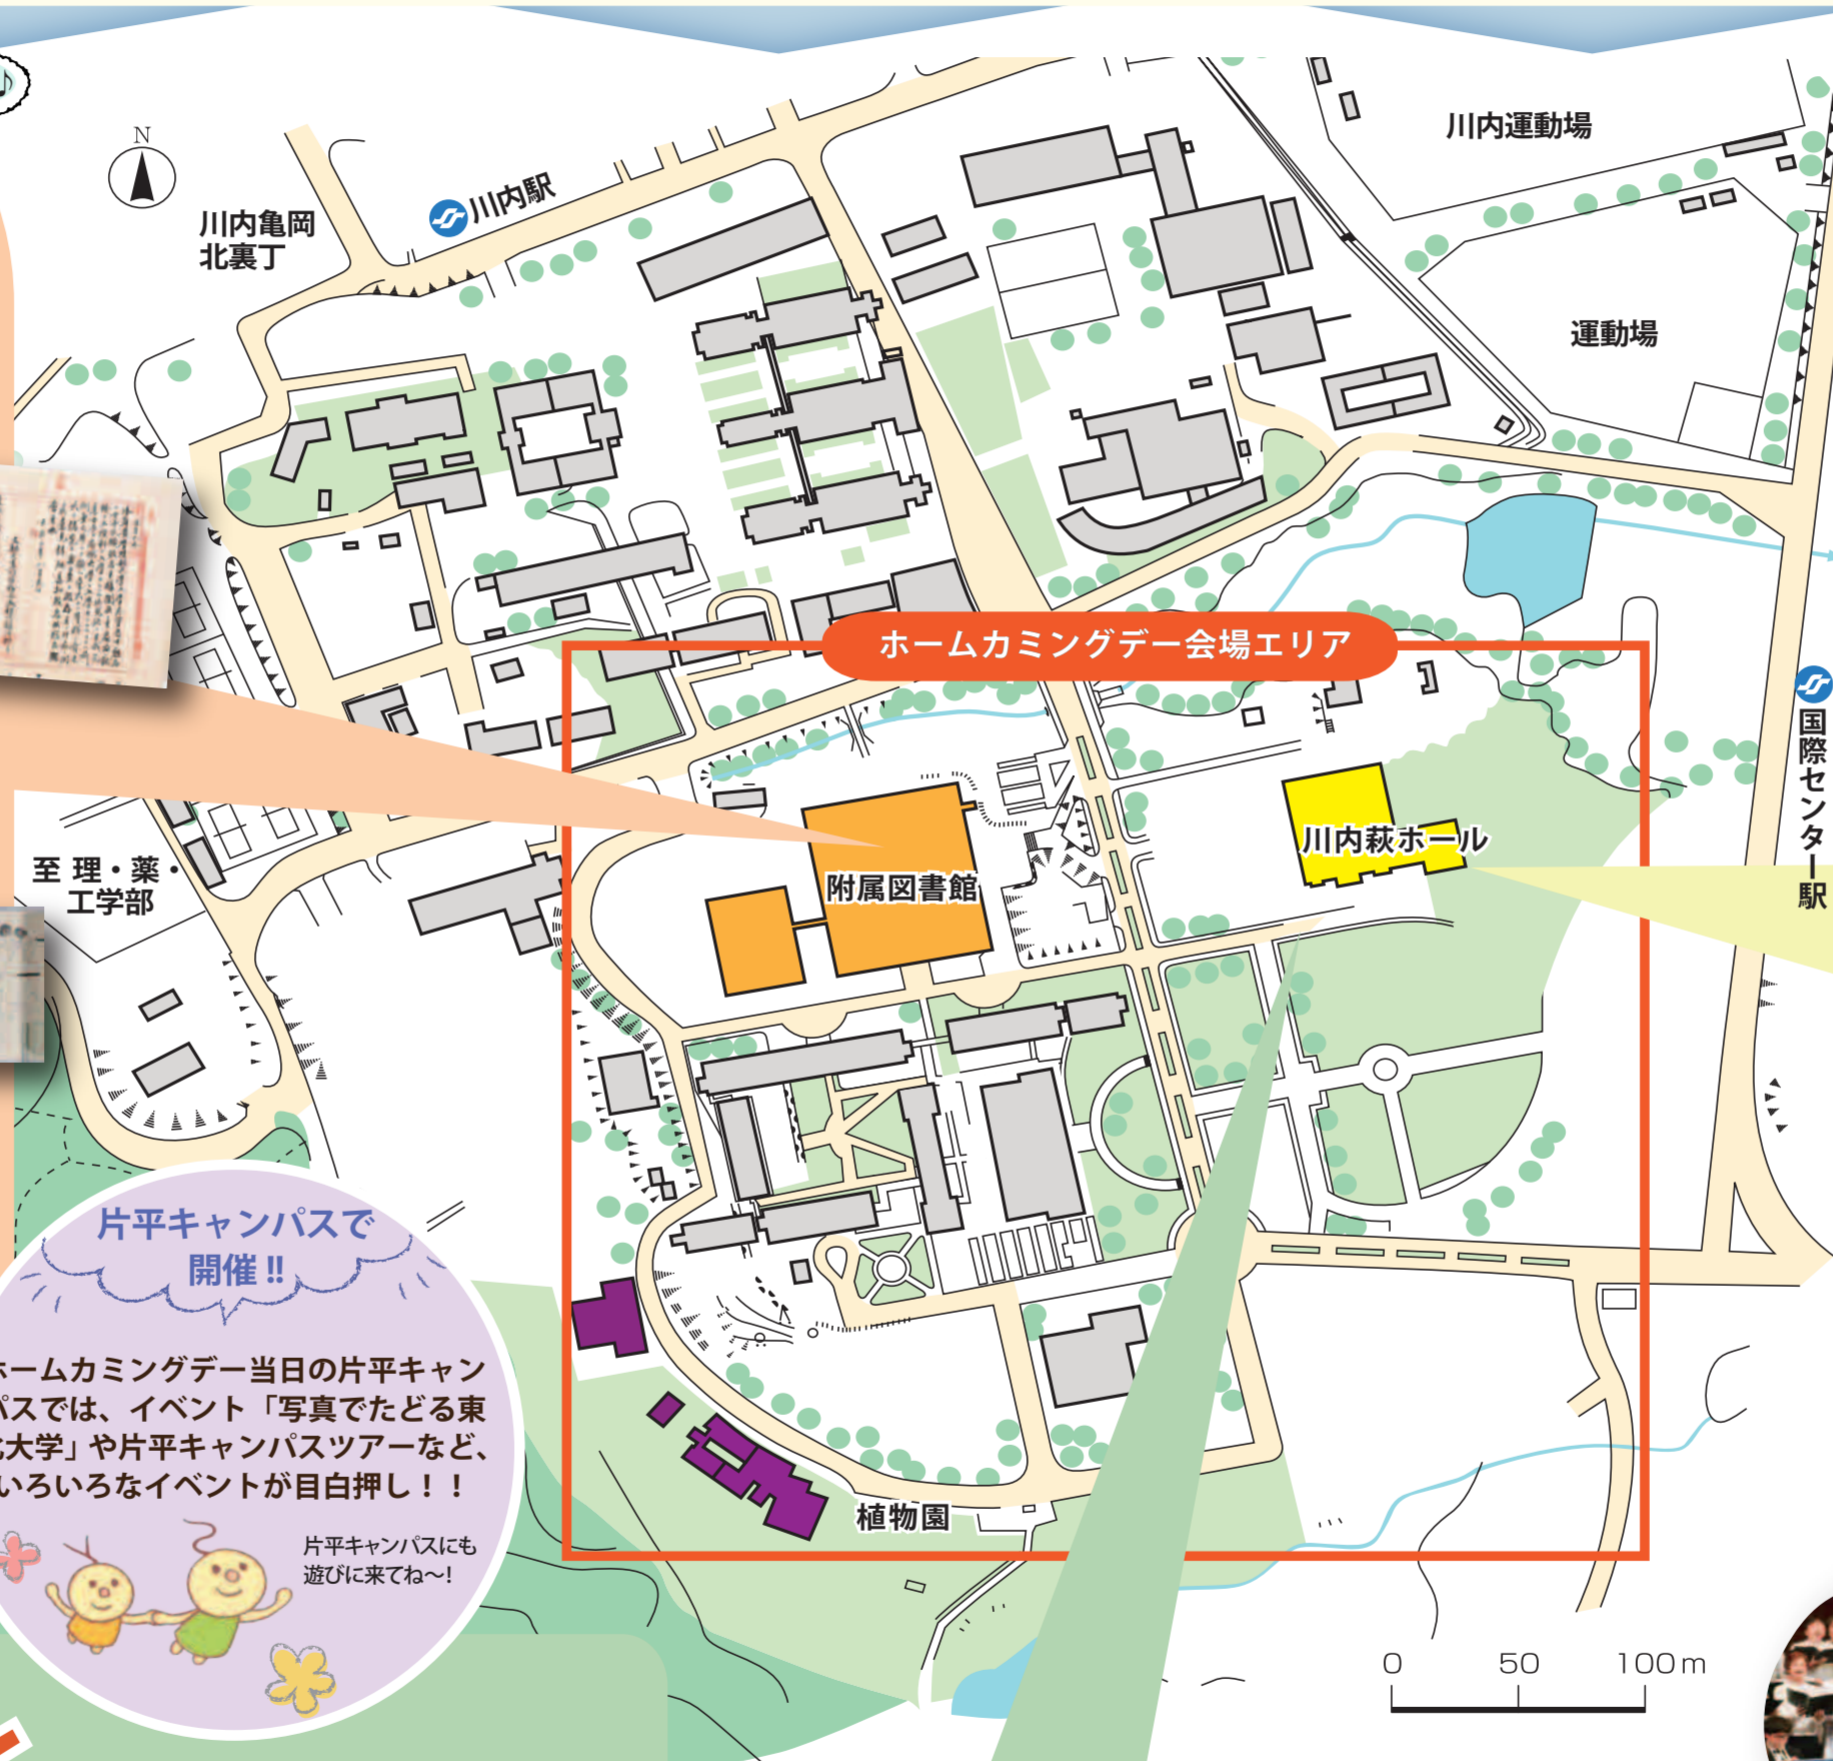 N
川内亀岡
北裏丁
川内駅
川内運動場
運動場
ホームカミングデー会場エリア
国際センター駅
川内萩ホール
附属図書館
至 理・薬・
工学部
片平キャンパスで
開催!!
ホームカミングデー当日の片平キャン
パスでは、イベント「写真でたどる東
北大学」や片平キャンパスツアーなど、
いろいろなイベントが目白押し!!
片平キャンパスにも
遊びに来てね〜!
植物園
0 50 100m